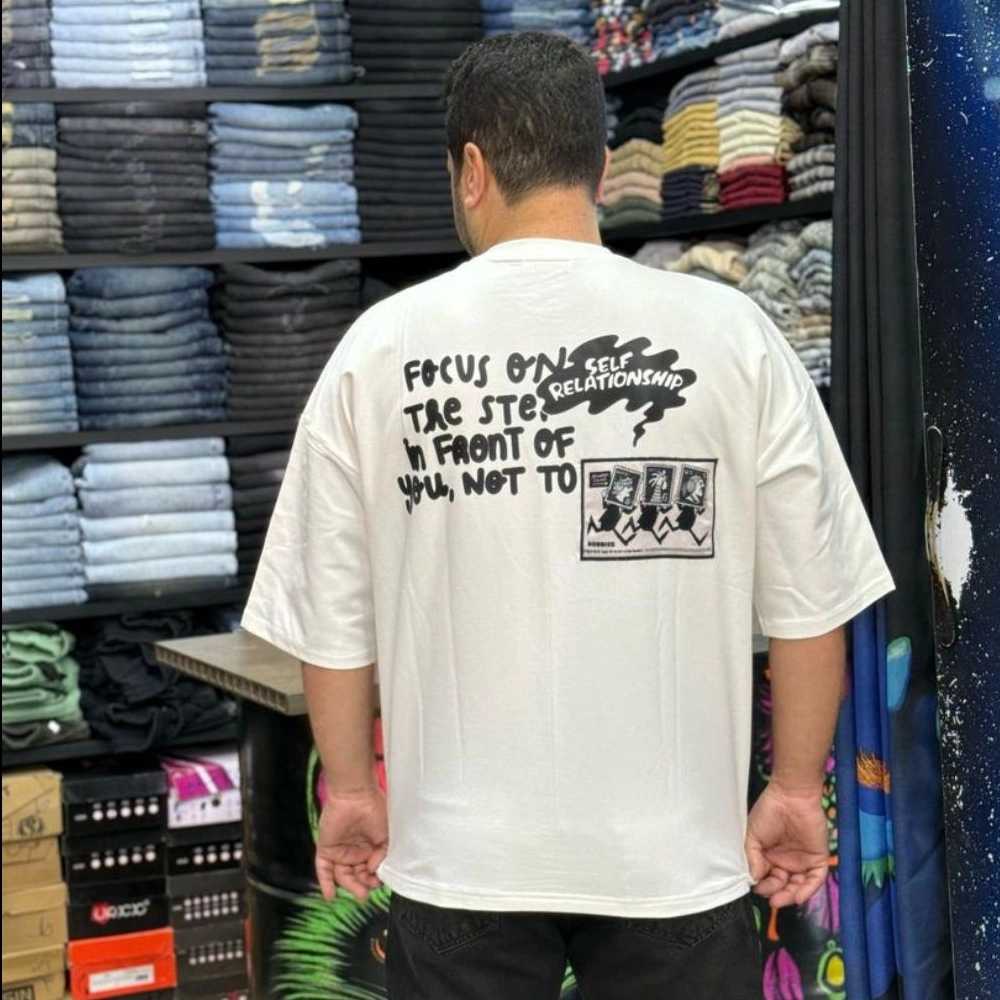 FOCUS ON
THE STE
in FRONT OF
you, NOT TO
SELF
RELATIONSHIP